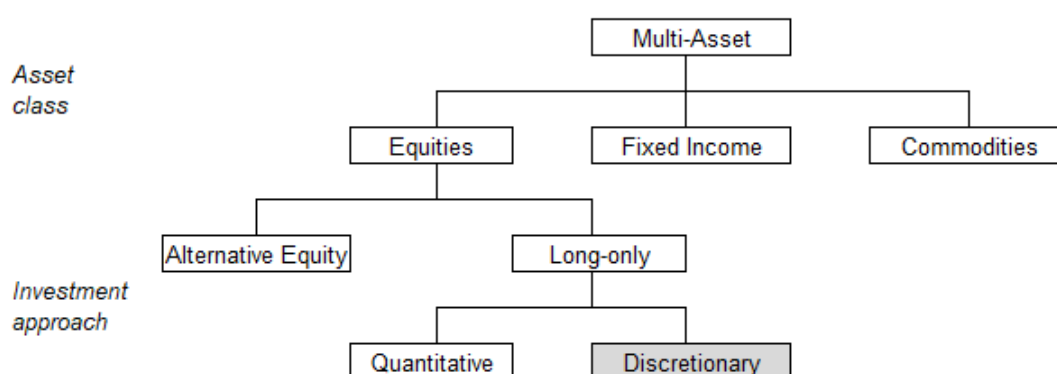 Multi-Asset
Asset
class
Equities
Fixed Income
Commodities
Alternative Equity
Long-only
Investment
approach
Quantitative
Discretionary